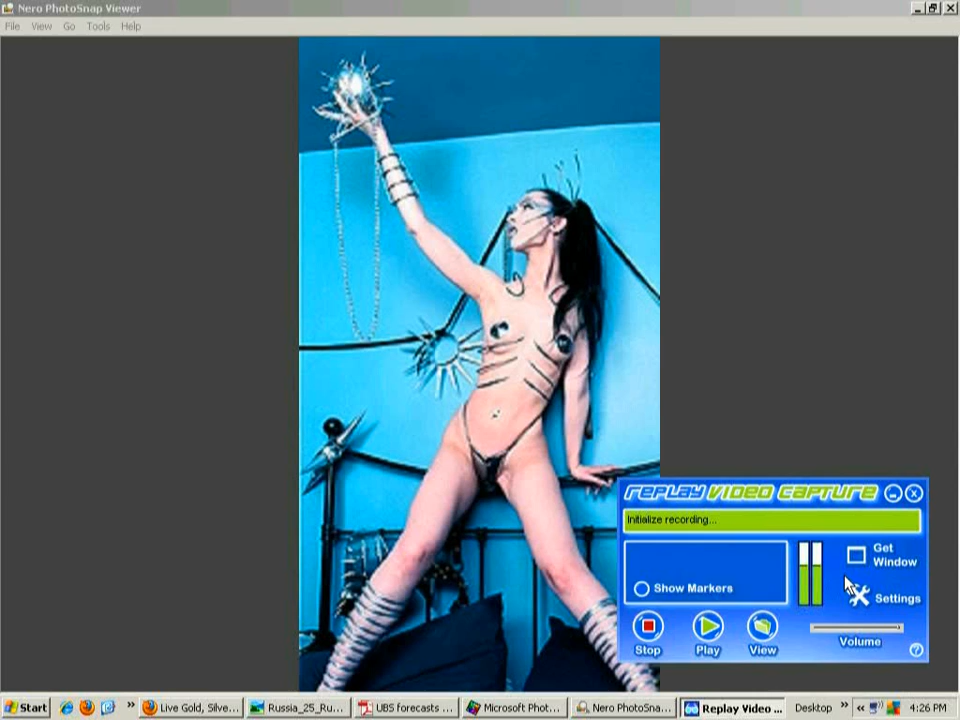 Nero PhotoSnap Viewer
File View Go Tools Help
REPLAY VIDEO CAPTURE
Initialize recording...
Get
Window
Show Markers
Settings
Stop Play View Volume
Start
Live Gold, Silve...
Russia_25_Ru...
UBS forecasts ...
Microsoft Phot...
Nero PhotoSna...
Replay Video ...
Desktop
4:26 PM